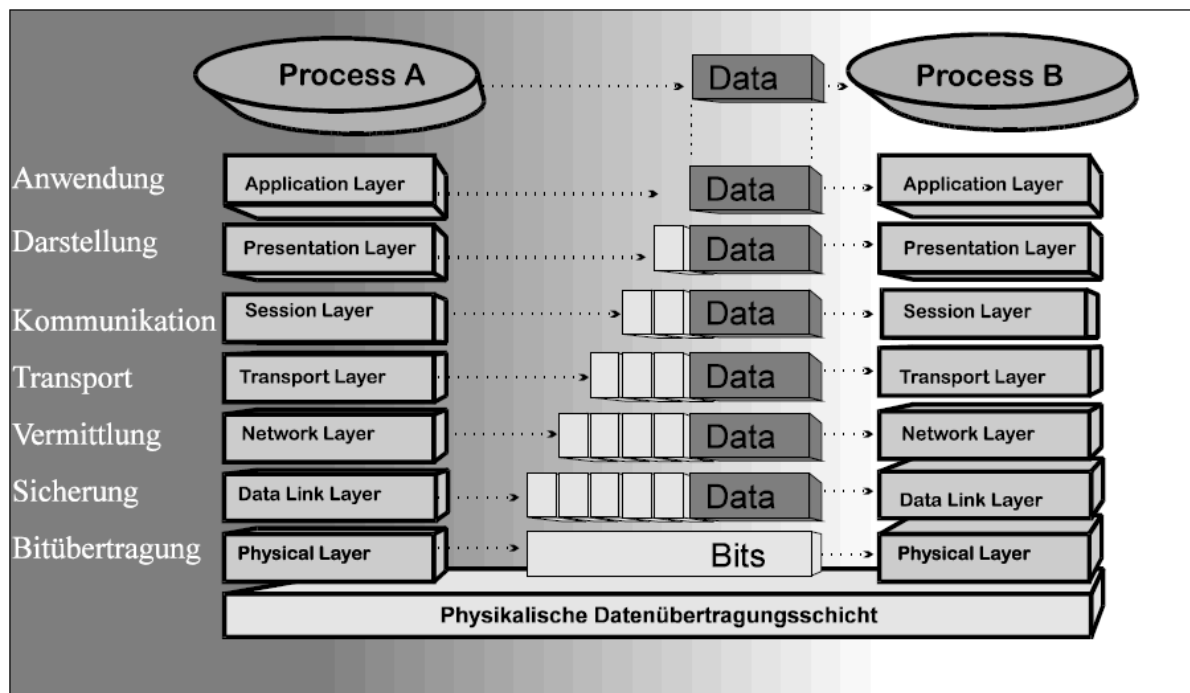 Process A
Data
Process B
Anwendung
Application Layer
Data
Application Layer
Darstellung
Presentation Layer
Data
Presentation Layer
Kommunikation
Session Layer
Data
Session Layer
Transport
Transport Layer
Data
Transport Layer
Vermittlung
Network Layer
Data
Network Layer
Sicherung
Data Link Layer
Data
Data Link Layer
Bitübertragung
Physical Layer
Bits
Physical Layer
Physikalische Datenübertragungsschicht